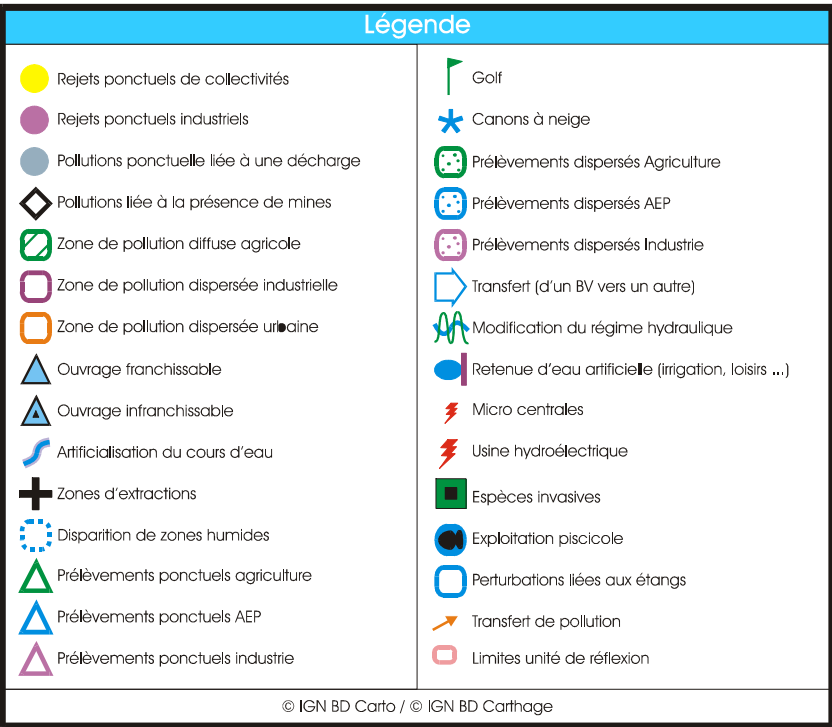 Légende
Rejets ponctuels de collectivités
Rejets ponctuels industriels
Pollutions ponctuelle liée à une décharge
Pollutions liée à la présence de mines
Zone de pollution diffuse agricole
Zone de pollution dispersée industrielle
Zone de pollution dispersée urbaine
Ouvrage franchissable
Ouvrage infranchissable
Artificialisation du cours d'eau
Zones d'extractions
Disparition de zones humides
Prélèvements ponctuels agriculture
Prélèvements ponctuels AEP
Prélèvements ponctuels industrie
Golf
Canons à neige
Prélèvements dispersés Agriculture
Prélèvements dispersés AEP
Prélèvements dispersés Industrie
Transfert (d'un BV vers un autre)
Modification du régime hydraulique
Retenue d'eau artificielle (irrigation, loisirs ...)
Micro centrales
Usine hydroélectrique
Espèces invasives
Exploitation piscicole
Perturbations liées aux étangs
Transfert de pollution
Limites unité de réflexion
© IGN BD Carto / © IGN BD Carthage